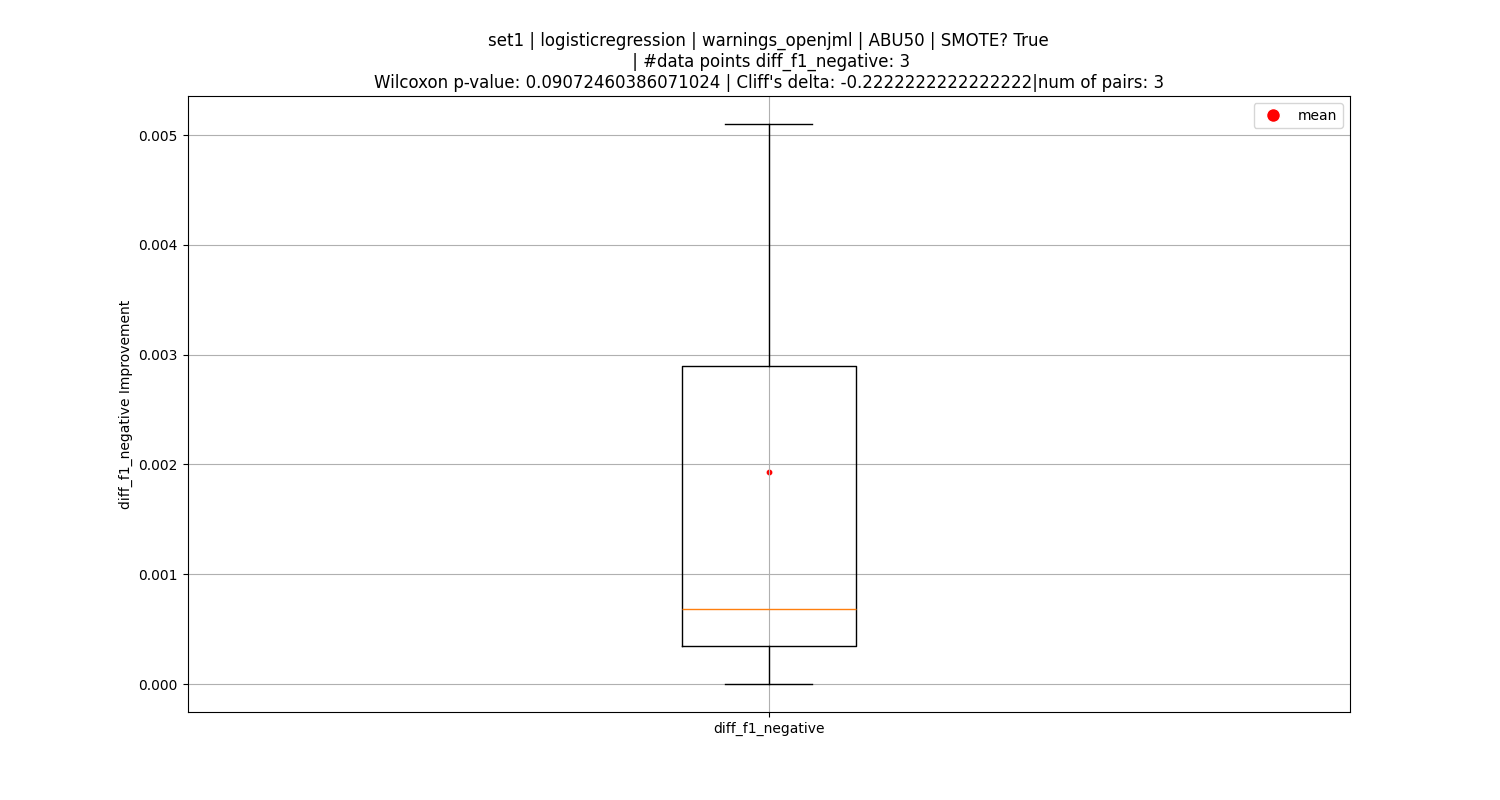 set1 | logisticregression | warnings_openjml | ABU50 | SMOTE? True
| #data points diff_f1_negative: 3
Wilcoxon p-value: 0.09072460386071024 | Cliff's delta: -0.2222222222222222|num of pairs: 3
mean
0.005
0.004
0.003
0.002
0.001
0.000
diff_f1_negative Improvement
diff_f1_negative